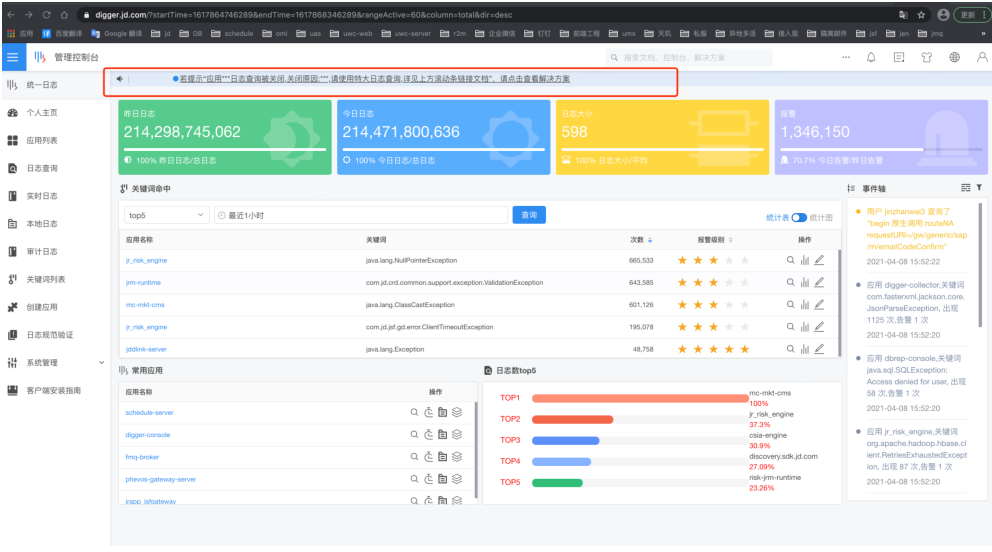 digger.jd.com/?startTime=1617864746289&endTime=1617868346289&rangeActive=60&column=total&dir=desc
更新
应用 译 百度翻译 Google 翻译 jd DB schedule omi uas uwc-web uwc-server r2m 企业微信 钉钉 前端工程 ums 天玑 私服 异地多活 接入层 隔离邮件 jsf jen jmq »
管理控制台
搜索文档、控制台、解决方案
统一日志
个人主页
应用列表
日志查询
实时日志
本地日志
审计日志
关键词列表
创建应用
日志规范验证
系统管理
客户端安装指南
若提示"应用***日志查询被关闭,关闭原因:***,请使用特大日志查询,详见上方滚动条链接文档"，请点击查看解决方案
昨日日志
214,298,745,062
100% 昨日日志/总日志
今日日志
214,471,800,636
100% 今日日志/总日志
日志大小
598
100% 日志大小/平均
报警
1,346,150
70.7% 今日告警/昨日告警
关键词命中
top5 最近1小时 查询 统计表 统计图
应用名称 关键词 次数 报警级别 操作
jr_risk_engine java.lang.NullPointerException 665,533
jrm-runtime com.jd.crd.common.support.exception.ValidationException 643,585
mc-mkt-cms java.lang.ClassCastException 601,126
jr_risk_engine com.jd.jsf.gd.error.ClientTimeoutException 195,078
jddlink-server java.lang.Exception 48,758
常用应用
应用名称 操作
schedule-server
digger-console
fmq-broker
phevos-gateway-server
jrapp_jsfgateway
日志数top5
TOP1 mc-mkt-cms
100%
TOP2 jr_risk_engine
37.3%
TOP3 csia-engine
30.9%
TOP4 discovery.sdk.jd.com
27.09%
TOP5 risk-jrm-runtime
23.26%
事件轴
用户 jinzhanwei3 查询了
"begin 原生调用:routeNA
requestURI=/gw/generic/sap
/m/emailCodeConfirm"
2021-04-08 15:52:22
应用 digger-collector,关键词
com.fasterxml.jackson.core.
JsonParseException, 出现
1125 次,告警 1 次
2021-04-08 15:52:20
应用 dbrep-console,关键词
java.sql.SQLException:
Access denied for user, 出现
58 次,告警 1 次
2021-04-08 15:52:20
应用 jr_risk_engine,关键词
org.apache.hadoop.hbase.cl
ient.RetriesExhaustedExcept
ion, 出现 87 次,告警 1 次
2021-04-08 15:52:20